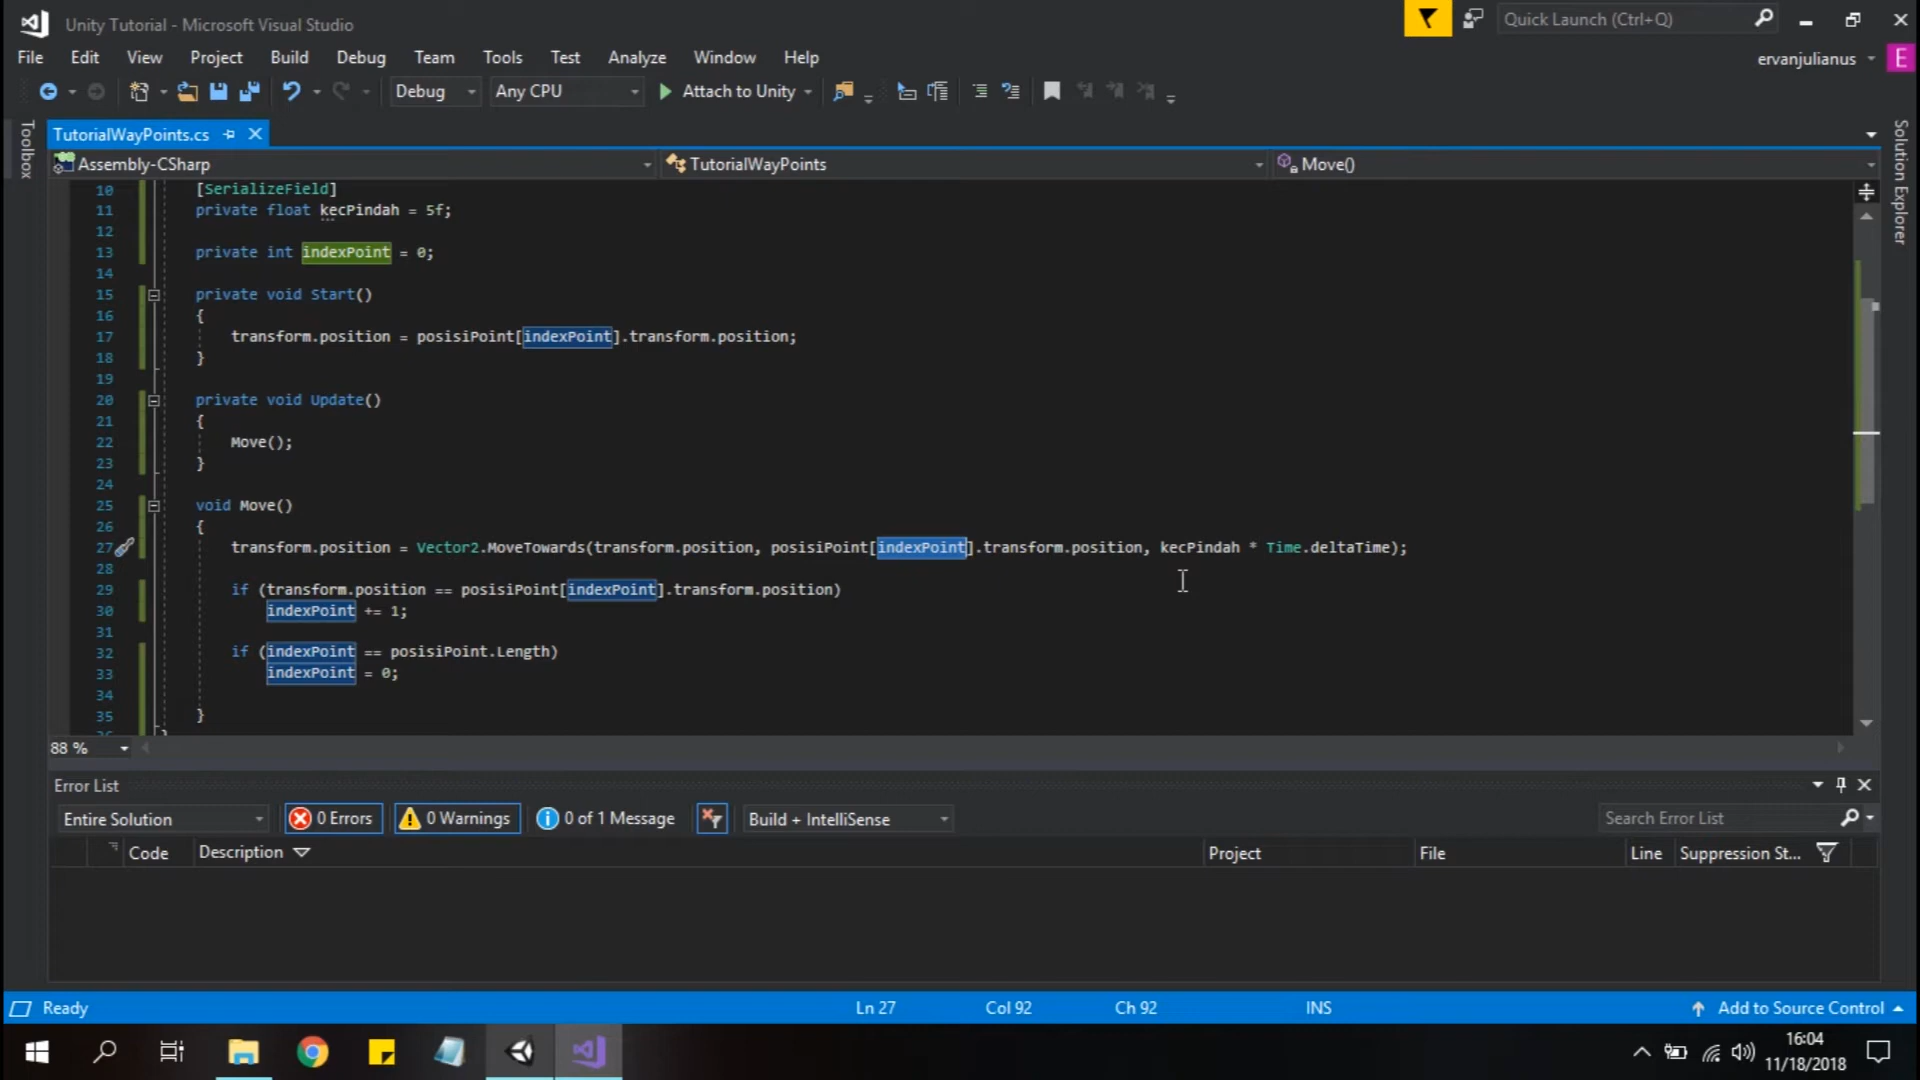 Unity Tutorial - Microsoft Visual Studio
Quick Launch (Ctrl+Q)
File Edit View Project Build Debug Team Tools Test Analyze Window Help
ervanjulianus E
Debug Any CPU Attach to Unity
Toolbox
Solution Explorer
TutorialWayPoints.cs
Assembly-CSharp TutorialWayPoints Move()
10 [SerializeField]
11 private float kecPindah = 5f;
12
13 private int indexPoint = 0;
14
15 private void Start()
16 {
17 transform.position = posisiPoint[indexPoint].transform.position;
18 }
19
20 private void Update()
21 {
22 Move();
23 }
24
25 void Move()
26 {
27 transform.position = Vector2.MoveTowards(transform.position, posisiPoint[indexPoint].transform.position, kecPindah * Time.deltaTime);
28
29 if (transform.position == posisiPoint[indexPoint].transform.position)
30 indexPoint += 1;
31
32 if (indexPoint == posisiPoint.Length)
33 indexPoint = 0;
34
35 }
88 %
Error List
Entire Solution 0 Errors 0 Warnings 0 of 1 Message Build + IntelliSense Search Error List
Code Description Project File Line Suppression St...
Ready Ln 27 Col 92 Ch 92 INS Add to Source Control
16:04
11/18/2018